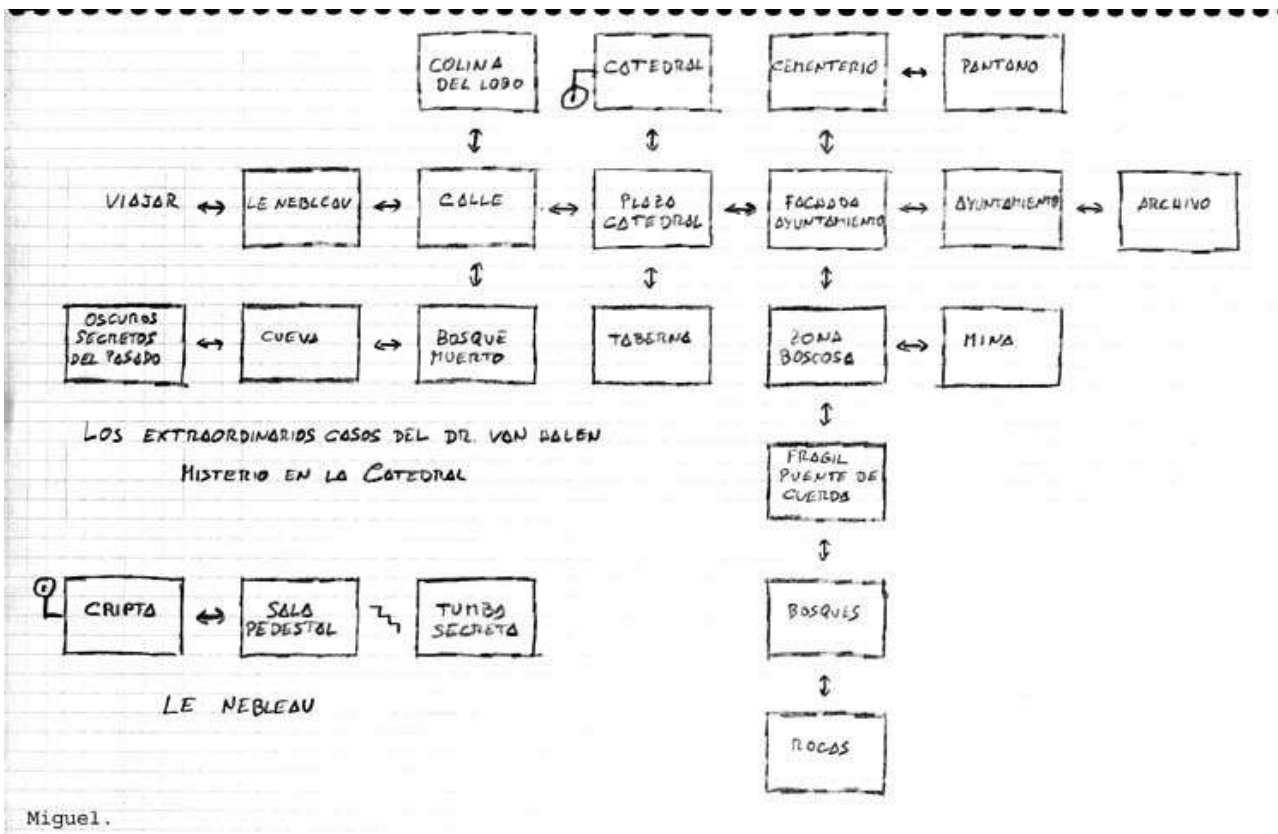 COLINA
DEL LOBO
CATEDRAL
CEMENTERIO
PANTANO
VIAJAR
LE NEBLEAU
CALLE
PLAZA
CATEDRAL
FACHADA
AYUNTAMIENTO
AYUNTAMIENTO
ARCHIVO
OSCUROS
SECRETOS
DEL PASADO
CUEVA
BOSQUE
MUERTO
TABERNA
ZONA
BOSCOSA
MINA
LOS EXTRAORDINARIOS CASOS DEL DR. VAN HALEN
MISTERIO EN LA CATEDRAL
FRAGIL
PUENTE DE
CUERDA
CRIPTA
SALA
PEDESTAL
TUMBA
SECRETA
BOSQUES
LE NEBLEAU
ROCAS
Miguel.